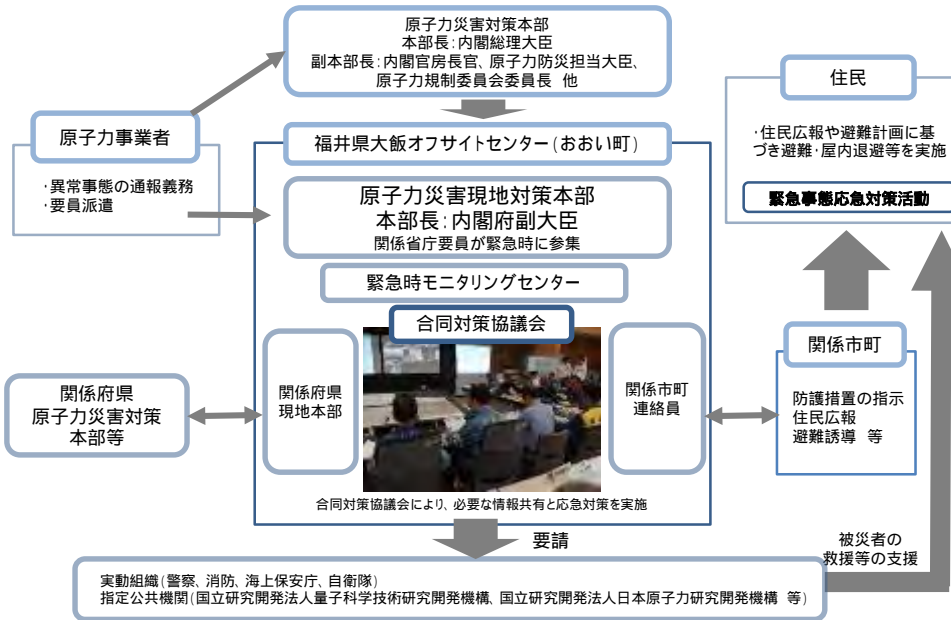 原子力災害対策本部
本部長:内閣総理大臣
副本部長:内閣官房長官、原子力防災担当大臣、
原子力規制委員会委員長 他
原子力事業者
・異常事態の通報義務
・要員派遣
福井県大飯オフサイトセンター(おおい町)
原子力災害現地対策本部
本部長:内閣府副大臣
関係省庁要員が緊急時に参集
緊急時モニタリングセンター
合同対策協議会
関係府県
現地本部
関係市町
連絡員
合同対策協議会により、必要な情報共有と応急対策を実施
関係府県
原子力災害対策
本部等
住民
・住民広報や避難計画に基
づき避難・屋内退避等を実施
緊急事態応急対策活動
関係市町
防護措置の指示
住民広報
避難誘導 等
要請
被災者の
救援等の支援
実動組織(警察、消防、海上保安庁、自衛隊)
指定公共機関(国立研究開発法人量子科学技術研究開発機構、国立研究開発法人日本原子力研究開発機構 等)